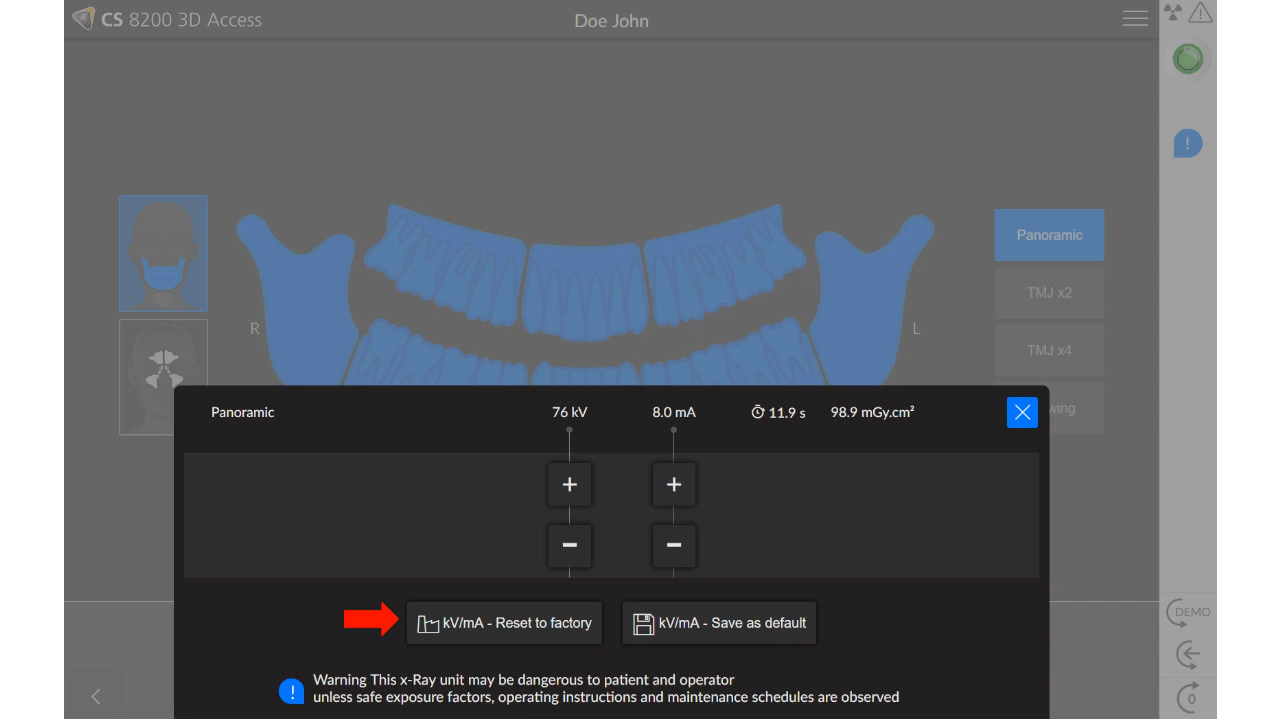 CS 8200 3D Access
Doe John
Panoramic
TMJ x2
R
L
TMJ x4
wing
Panoramic
76 kV
8.0 mA
11.9 s
98.9 mGy.cm²
+
+
−
−
kV/mA - Reset to factory
kV/mA - Save as default
DEMO
Warning This x-Ray unit may be dangerous to patient and operator
unless safe exposure factors, operating instructions and maintenance schedules are observed
0